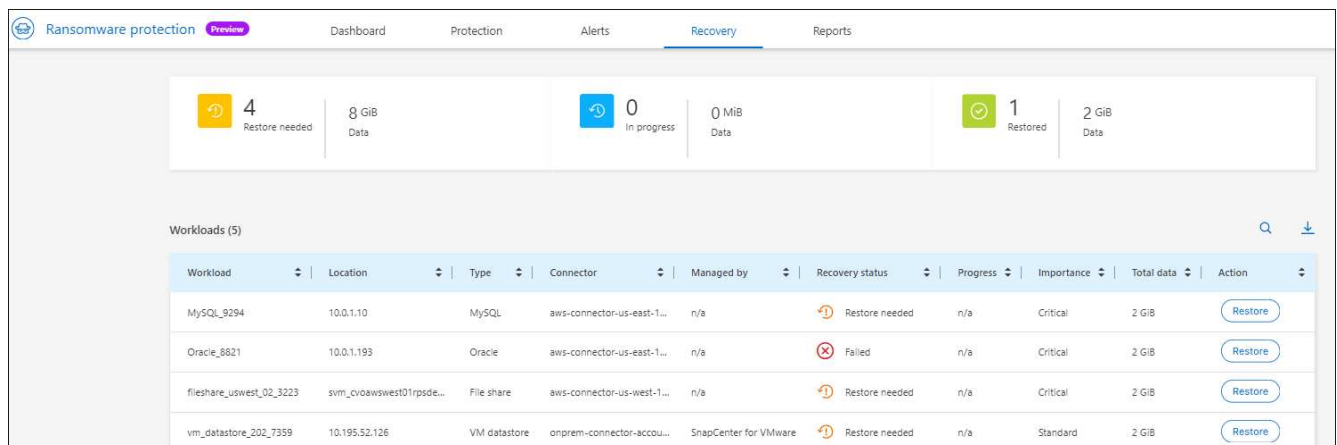 Ransomware protection Preview Dashboard Protection Alerts Recovery Reports
4 8 GiB 0 0 MiB 1 2 GiB
Restore needed Data In progress Data Restored Data
Workloads (5)
Workload Location Type Connector Managed by Recovery status Progress Importance Total data Action
MySQL_9294 10.0.1.10 MySQL aws-connector-us-east-1... n/a Restore needed n/a Critical 2 GiB Restore
Oracle_8821 10.0.1.193 Oracle aws-connector-us-east-1... n/a Failed n/a Critical 2 GiB Restore
fileshare_uswest_02_3223 svm_cvoawswest01rpsde... File share aws-connector-us-west-1... n/a Restore needed n/a Critical 2 GiB Restore
vm_datastore_202_7359 10.195.52.126 VM datastore onprem-connector-accou... SnapCenter for VMware Restore needed n/a Standard 2 GiB Restore